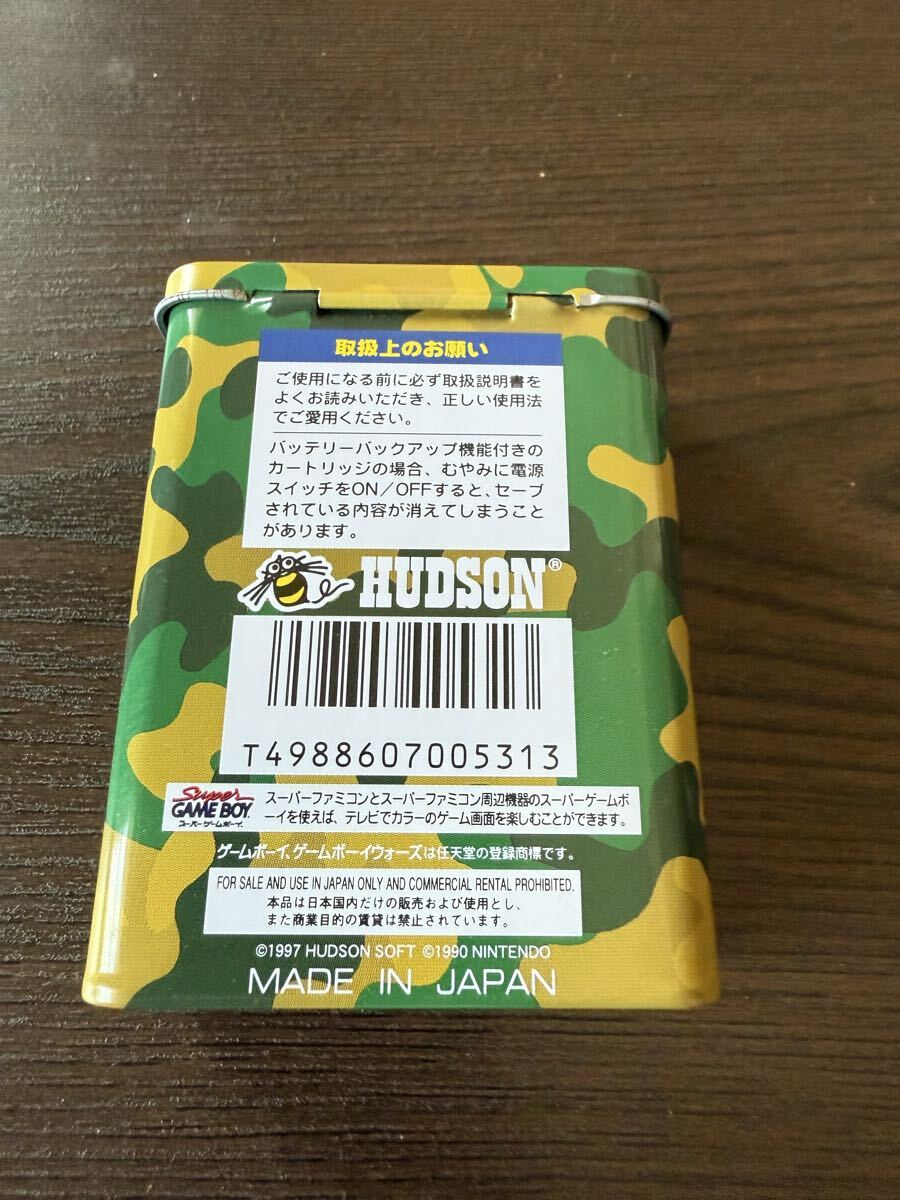 取扱上のお願い
ご使用になる前に必ず取扱説明書を
よくお読みいただき、正しい使用法
でご愛用ください。
バッテリーバックアップ機能付きの
カートリッジの場合、むやみに電源
スイッチをON/OFFすると、セーブ
されている内容が消えてしまうこと
があります。
HUDSON®
T4988607005313
Super
GAME BOY
スーパーゲームボーイ
スーパーファミコンとスーパーファミコン周辺機器のスーパーゲームボ
ーイを使えば、テレビでカラーのゲーム画面を楽しむことができます。
ゲームボーイ、ゲームボーイウォーズは任天堂の登録商標です。
FOR SALE AND USE IN JAPAN ONLY AND COMMERCIAL RENTAL PROHIBITED.
本品は日本国内だけの販売および使用とし、
また商業目的の賃貸は禁止されています。
©1997 HUDSON SOFT ©1990 NINTENDO
MADE IN JAPAN